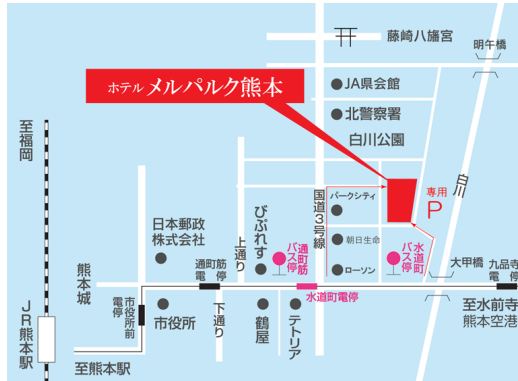 藤崎八旛宮
明午橋
JA県会館
ホテル メルパルク熊本
北警察署
白川公園
至福岡
白川
国道3号線
パークシティ
専用
P
日本郵政
株式会社
上通り
びぷれす
通町筋
バス停
朝日生命
水道町
バス停
通町筋
電停
ローソン
大甲橋
九品寺
電停
熊本城
市役所前
電停
水道町電停
JR熊本駅
市役所
下通り
鶴屋
テトリア
至水前寺
熊本空港
至熊本駅